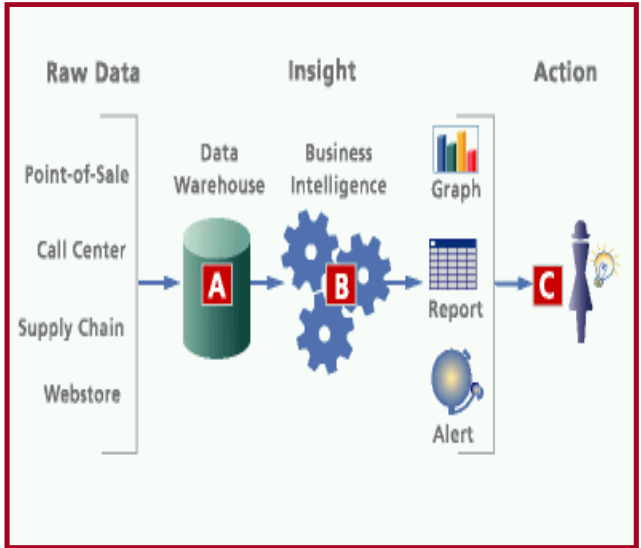 Raw Data
Insight
Action
Point-of-Sale
Call Center
Supply Chain
Webstore
Data
Warehouse
A
Business
Intelligence
B
Graph
Report
Alert
C